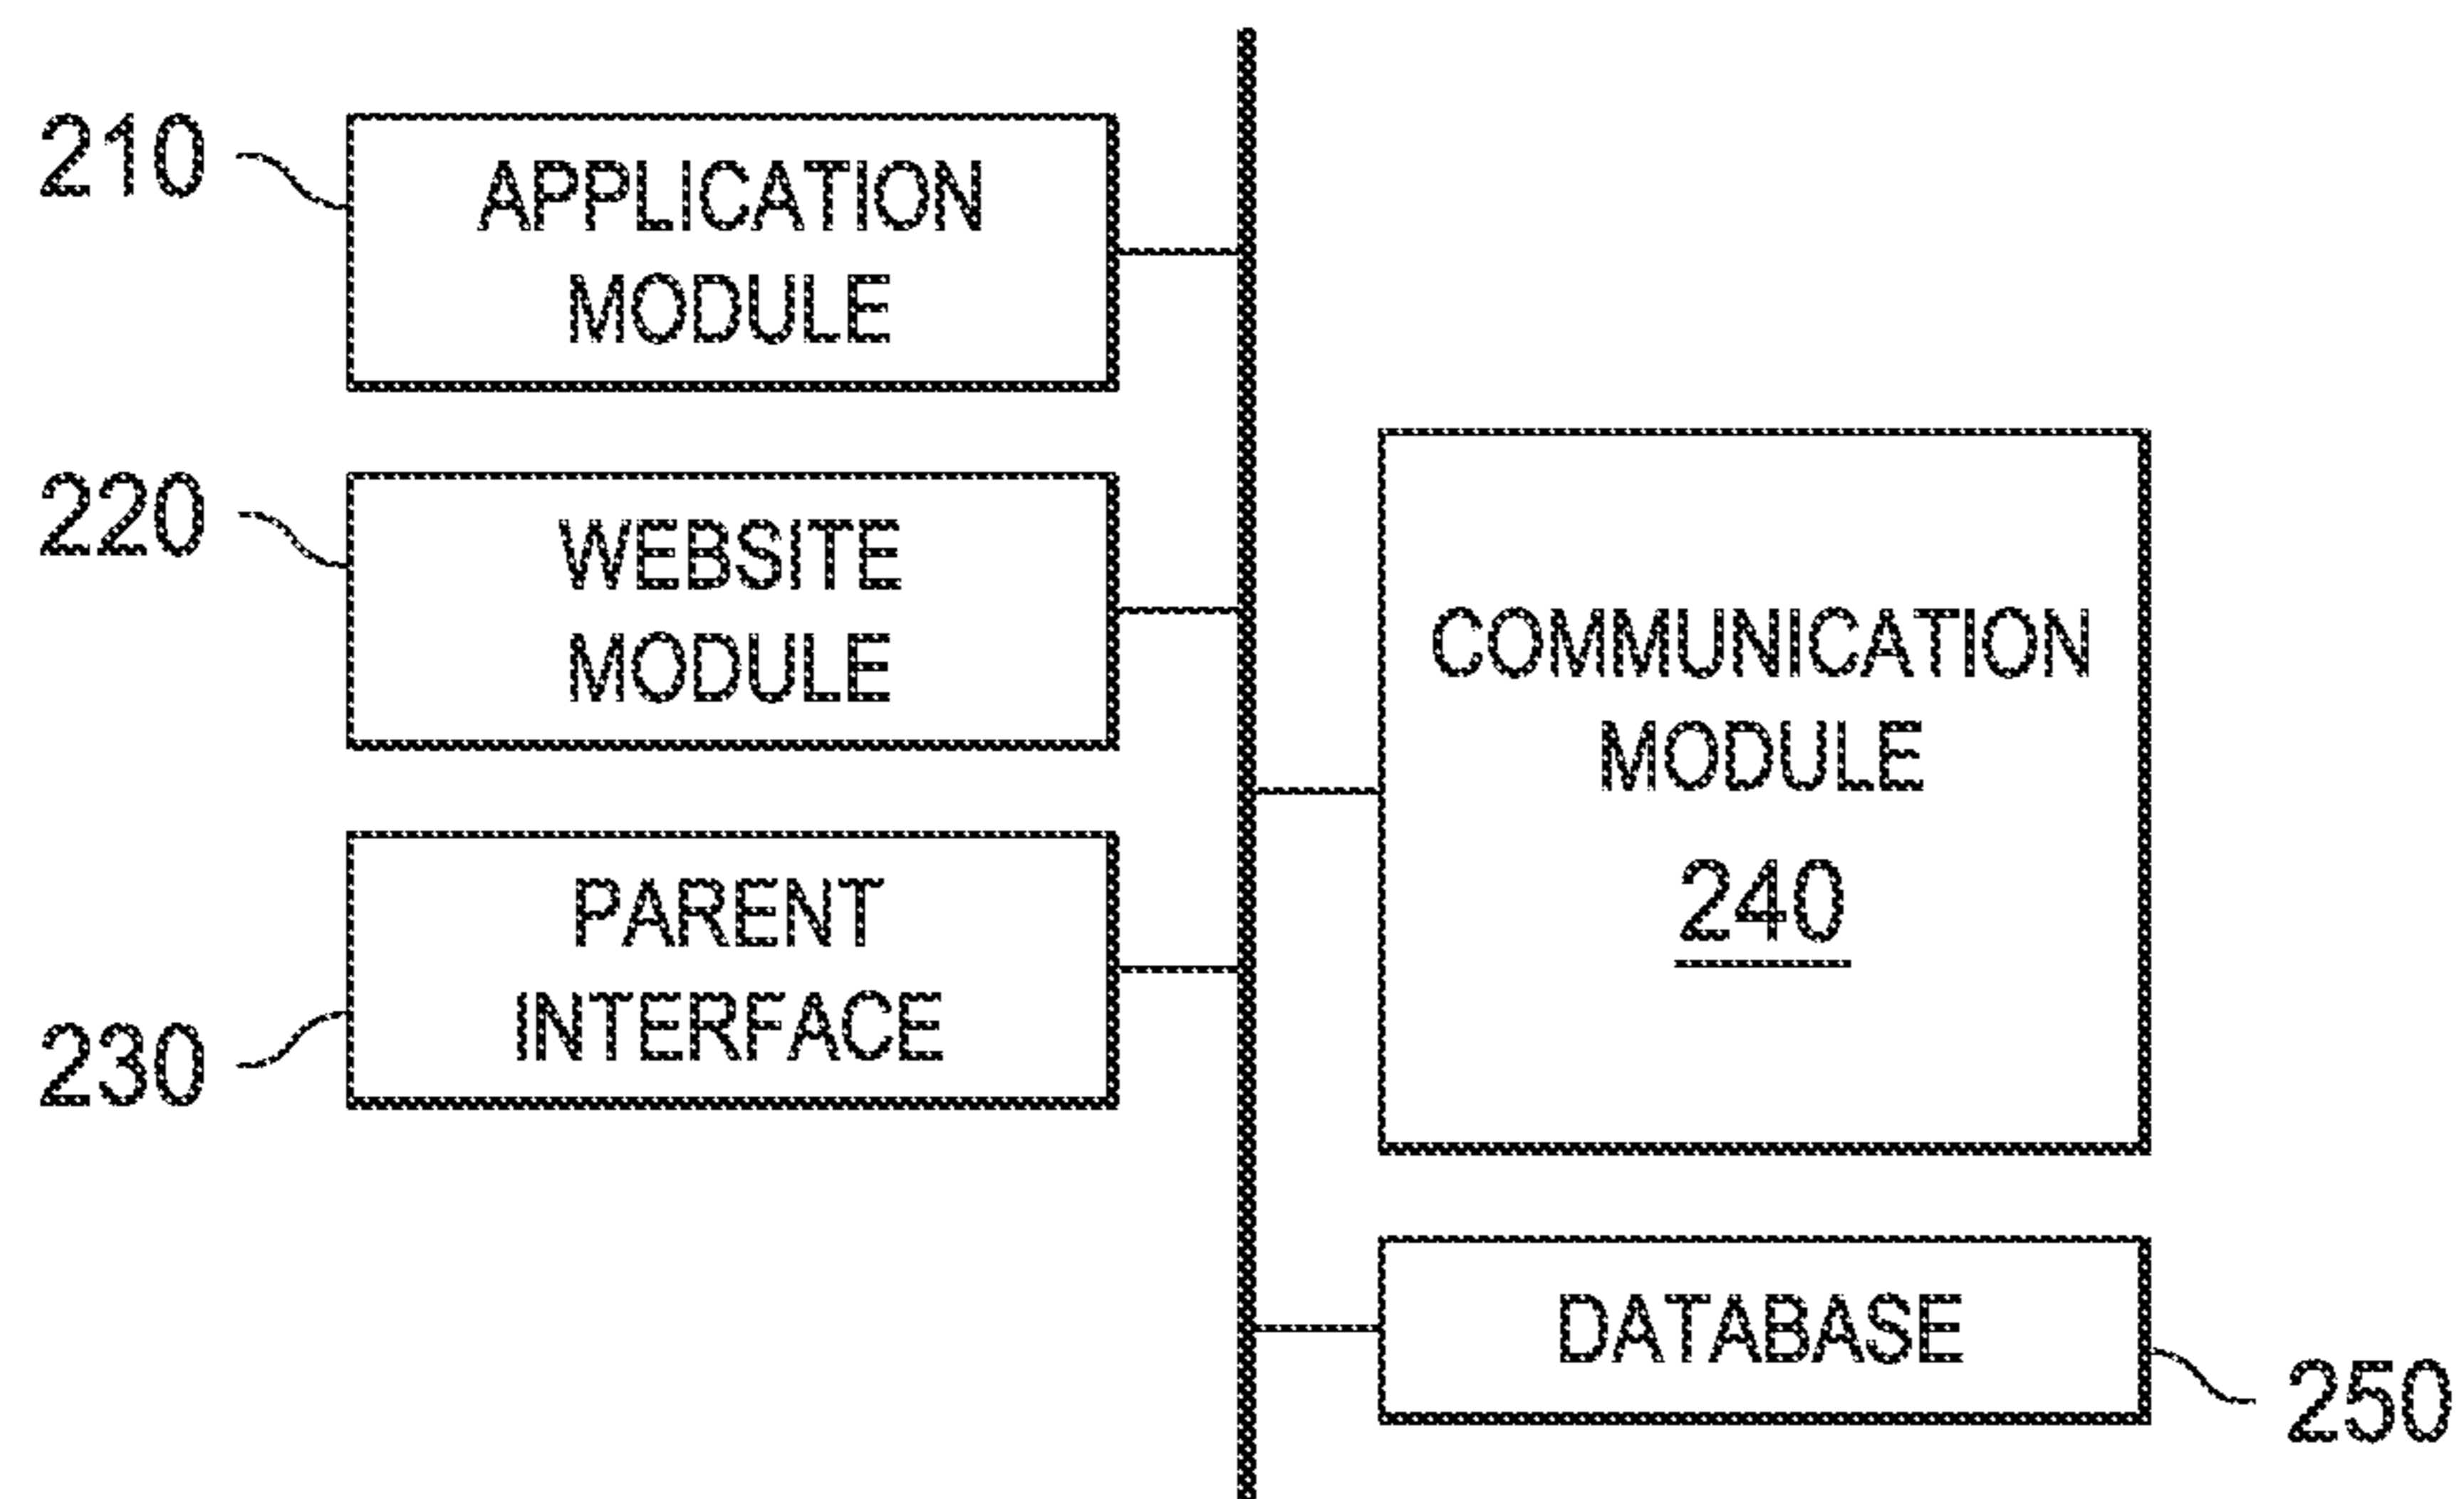 210
APPLICATION
MODULE
220
WEBSITE
MODULE
PARENT
INTERFACE
230
COMMUNICATION
MODULE
240
DATABASE
250